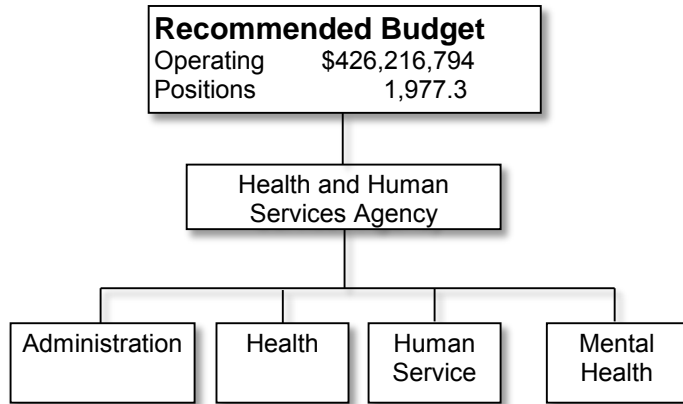 Recommended Budget
Operating $426,216,794
Positions 1,977.3
Health and Human
Services Agency
Administration
Health
Human
Service
Mental
Health